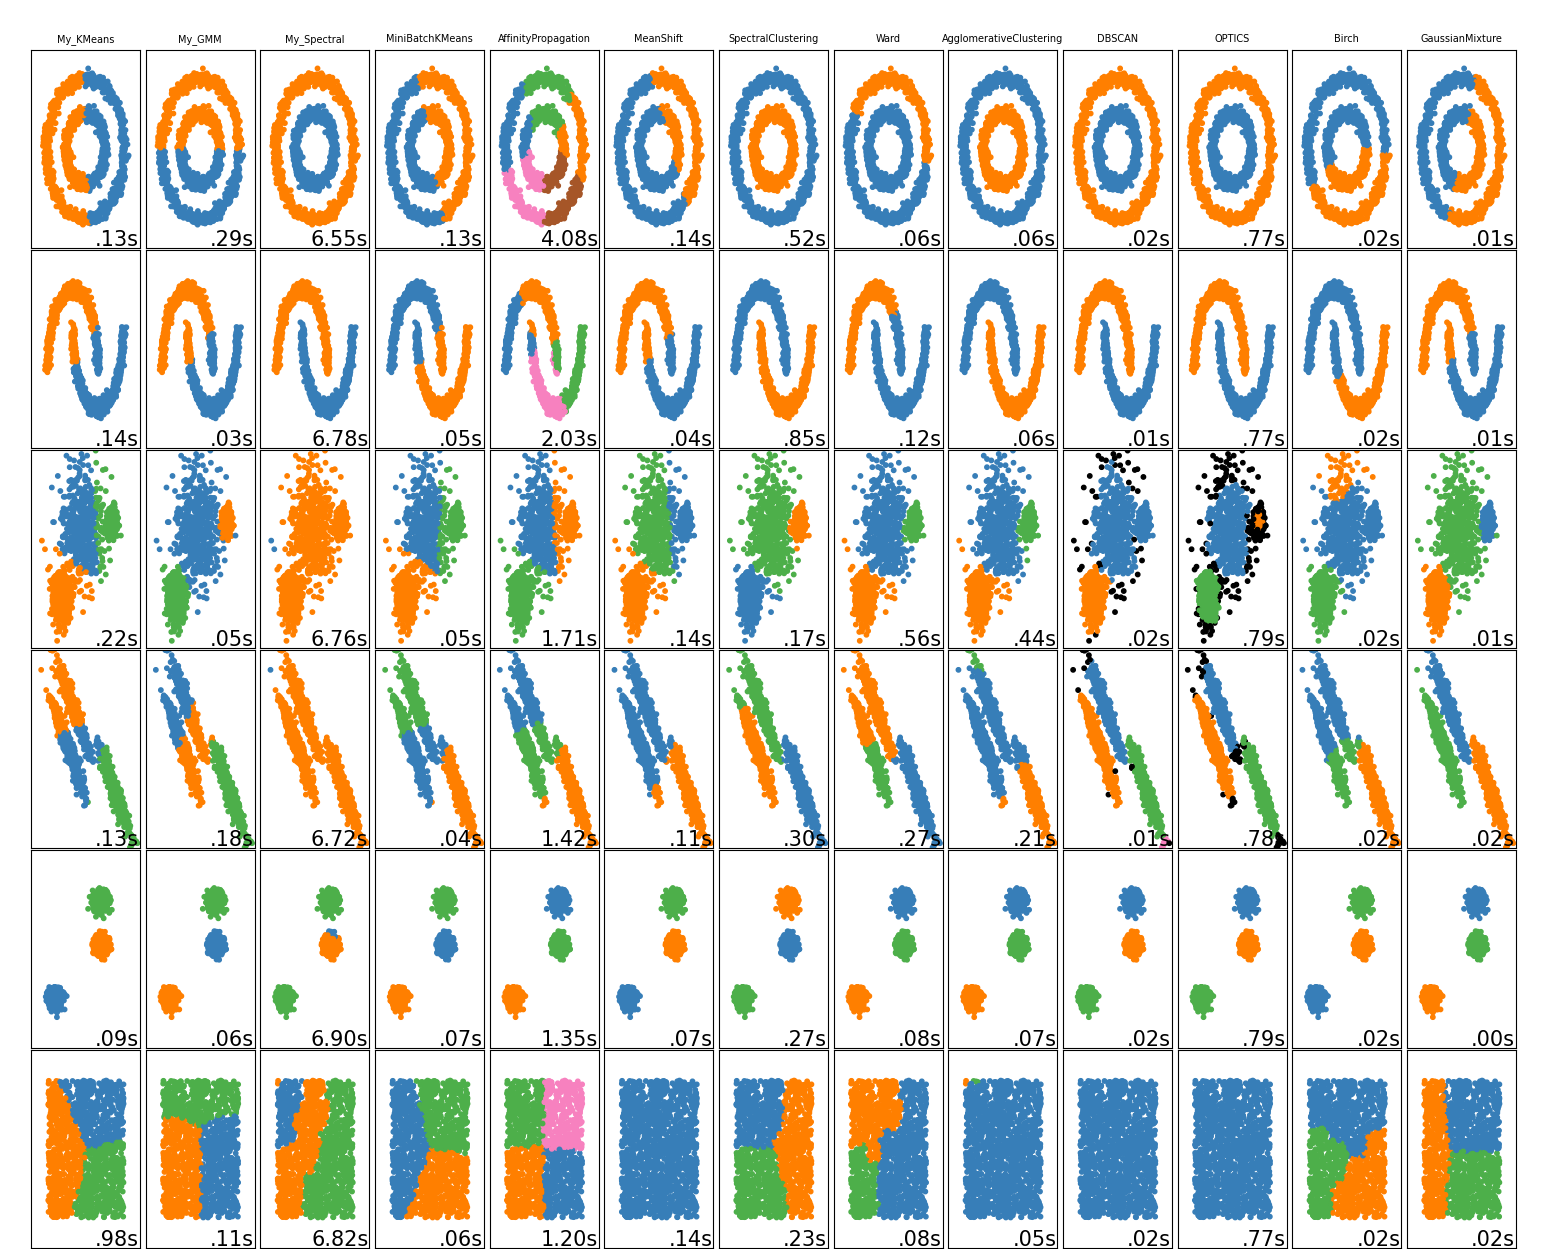 My_KMeans My_GMM My_Spectral MiniBatchKMeans AffinityPropagation MeanShift SpectralClustering Ward AgglomerativeClustering DBSCAN OPTICS Birch GaussianMixture
.13s .29s 6.55s .13s 4.08s .14s .52s .06s .06s .02s .77s .02s .01s
.14s .03s 6.78s .05s 2.03s .04s .85s .12s .06s .01s .77s .02s .01s
.22s .05s 6.76s .05s 1.71s .14s .17s .56s .44s .02s .79s .02s .01s
.13s .18s 6.72s .04s 1.42s .11s .30s .27s .21s .01s .78s .02s .02s
.09s .06s 6.90s .07s 1.35s .07s .27s .08s .07s .02s .79s .02s .00s
.98s .11s 6.82s .06s 1.20s .14s .23s .08s .05s .02s .77s .02s .02s